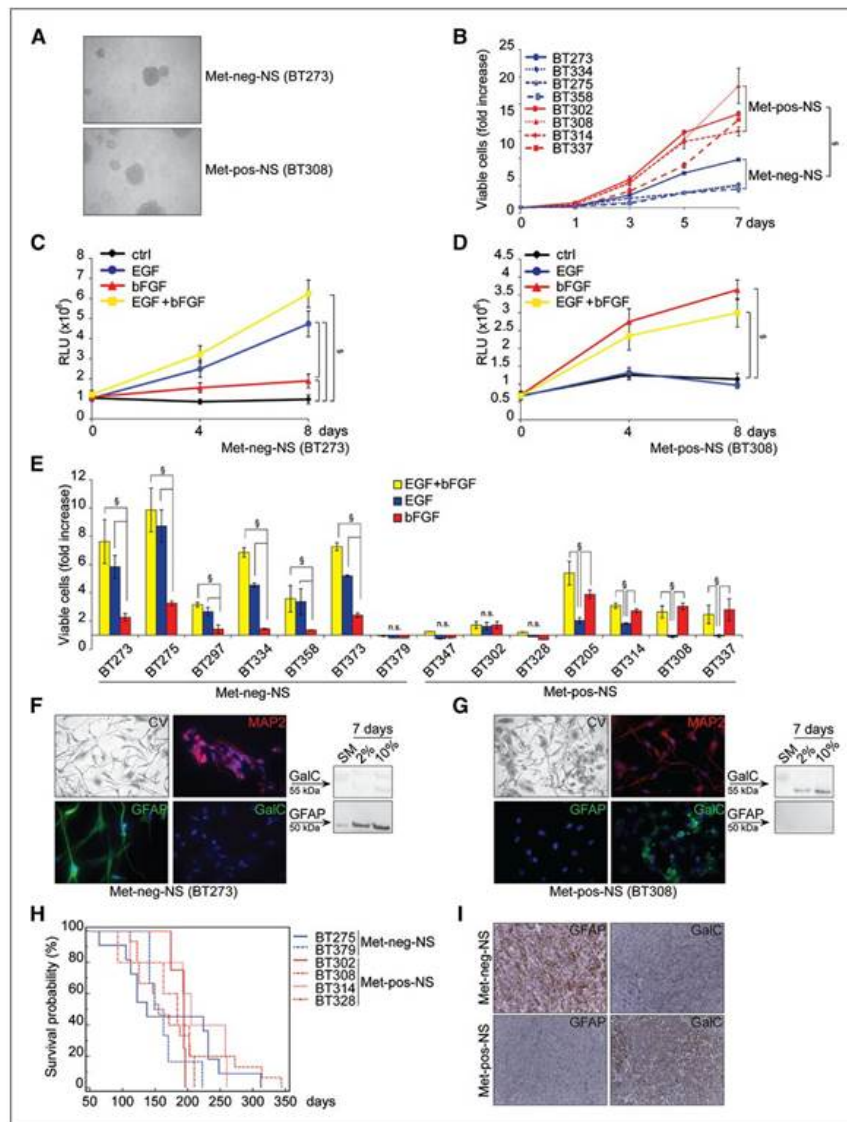 A
Met-neg-NS (BT273)
Met-pos-NS (BT308)
B
Viable cells (fold increase)
25
20
15
10
5
0
BT273
BT334
BT275
BT358
BT302
BT308
BT314
BT337
Met-pos-NS
Met-neg-NS
§
0 1 3 5 7 days
C
RLU (x10⁶)
8
7
6
5
4
3
2
1
0
ctrl
EGF
bFGF
EGF+bFGF
§
0 4 8 days
Met-neg-NS (BT273)
D
RLU (x10⁶)
4.5
4
3.5
3
2.5
2
1.5
1
0.5
ctrl
EGF
bFGF
EGF+bFGF
§
0 4 8 days
Met-pos-NS (BT308)
E
Viable cells (fold increase)
12
10
8
6
4
2
EGF+bFGF
EGF
bFGF
§ § § § § § n.s. n.s. n.s. n.s. § § § §
BT273 BT275 BT297 BT334 BT358 BT373 BT379 BT347 BT302 BT328 BT205 BT314 BT308 BT337
Met-neg-NS Met-pos-NS
F
CV MAP2
GFAP GalC
7 days
SM 2% 10%
GalC
55 kDa
GFAP
50 kDa
Met-neg-NS (BT273)
G
CV MAP2
GFAP GalC
7 days
SM 2% 10%
GalC
55 kDa
GFAP
50 kDa
Met-pos-NS (BT308)
H
Survival probability (%)
100
80
60
40
20
0
BT275
BT379
Met-neg-NS
BT302
BT308
BT314
BT328
Met-pos-NS
50 100 150 200 250 300 350 days
I
Met-neg-NS
GFAP GalC
Met-pos-NS
GFAP GalC